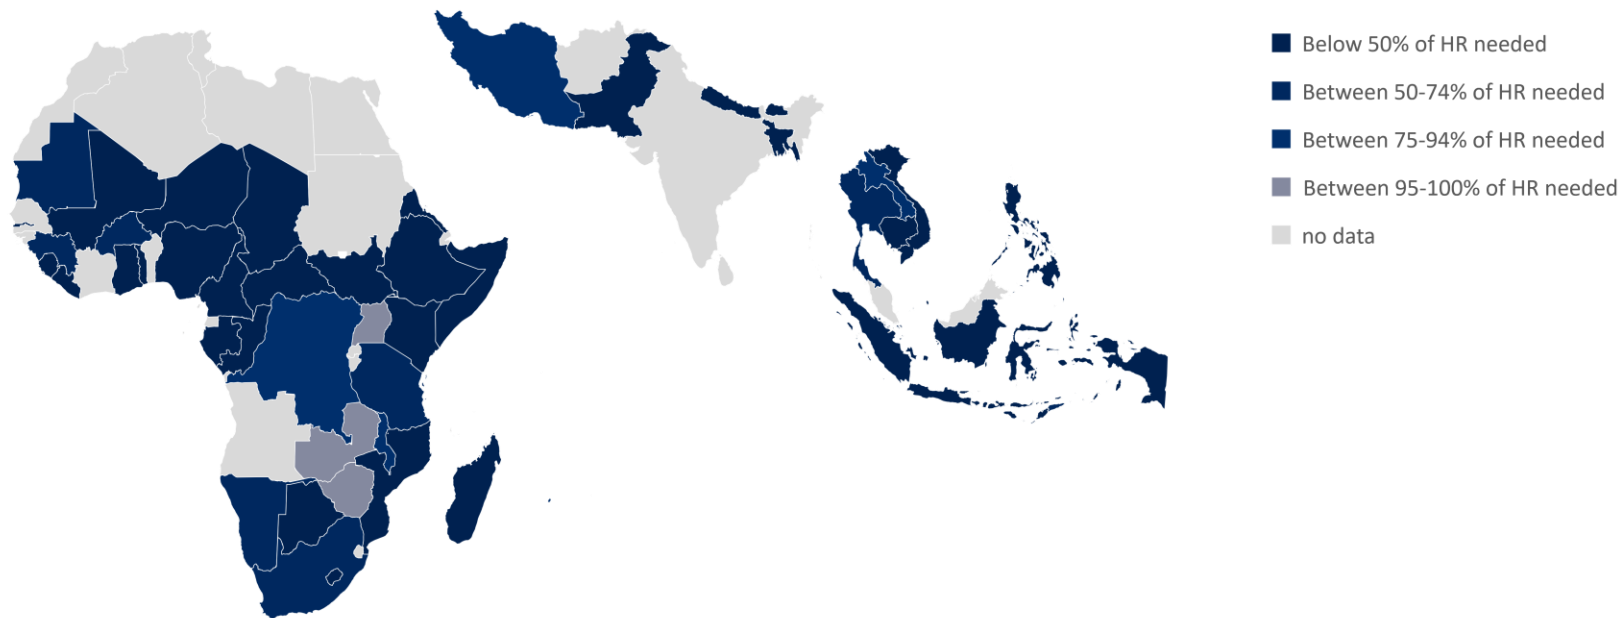 Below 50% of HR needed
Between 50-74% of HR needed
Between 75-94% of HR needed
Between 95-100% of HR needed
no data